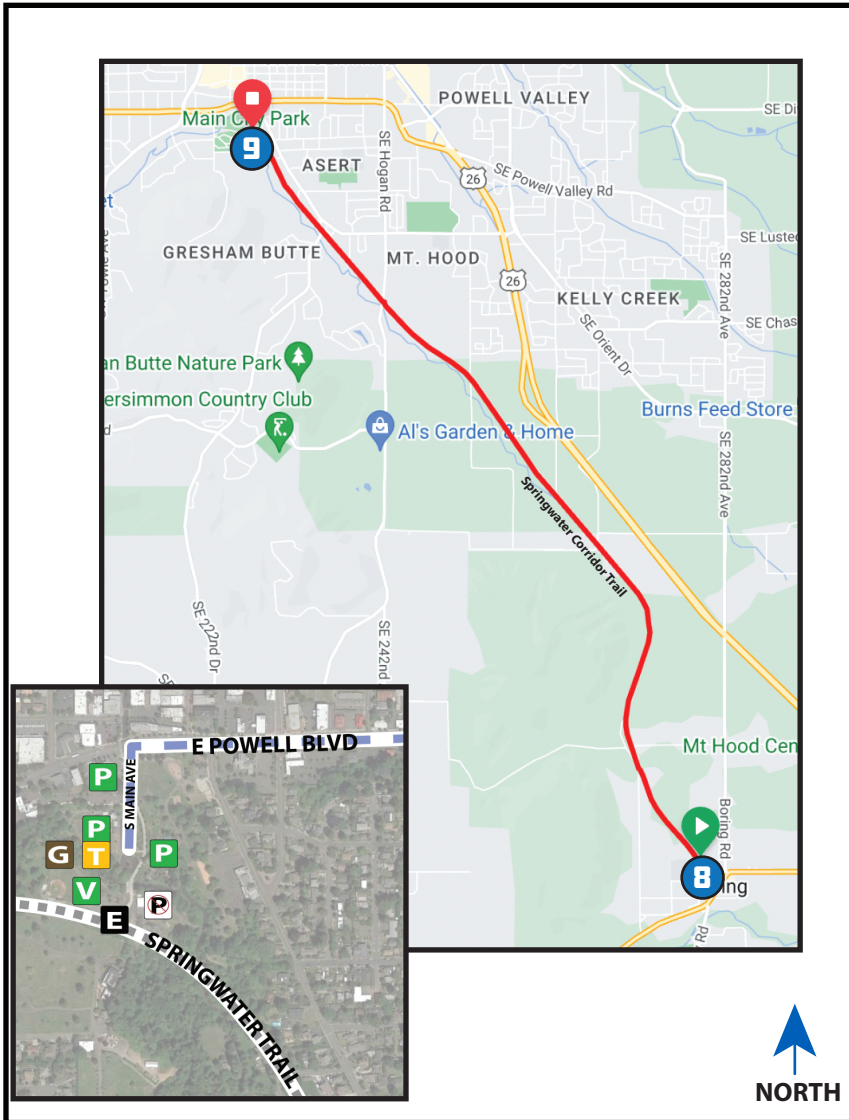 POWELL VALLEY
SE Di
Main City Park
9
ASERT
SE Hogan Rd
26
SE Powell Valley Rd
et
GRESHAM BUTTE
MT. HOOD
SE Lusted
SE 282nd Ave
26
KELLY CREEK
SE Orient Dr
SE Chas
an Butte Nature Park
ersimmon Country Club
Burns Feed Store
Al's Garden & Home
SE 282nd Ave
Springwater Corridor Trail
SE 222nd Dr
SE 242nd
Mt Hood Cen
Boring Rd
8
ing
Rd
E POWELL BLVD
S MAIN AVE
P
P
G
T
P
V
P
E
SPRINGWATER TRAIL
NORTH